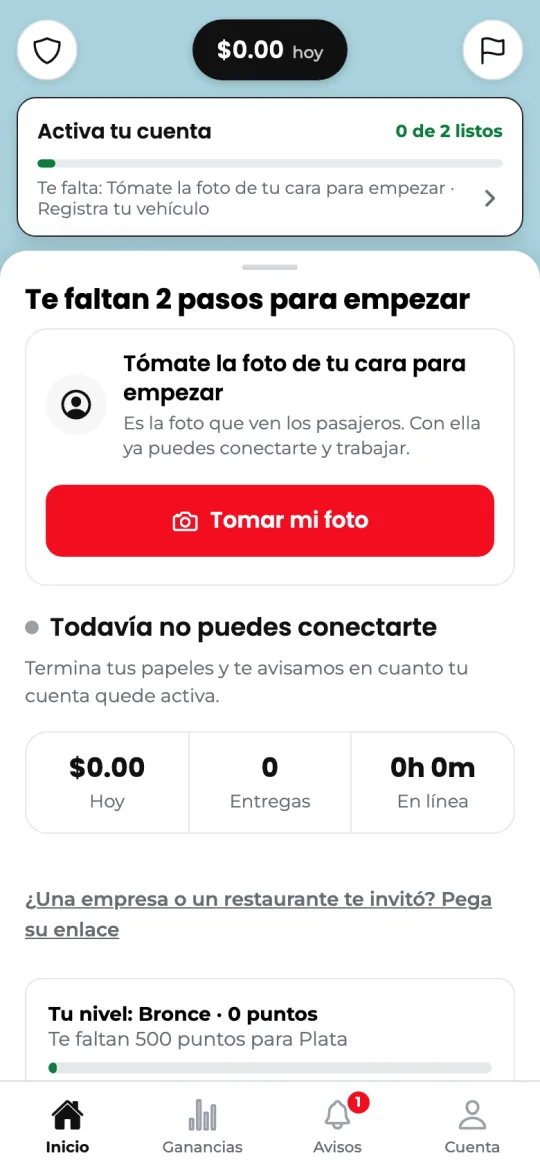 $0.00 hoy
Activa tu cuenta
0 de 2 listos
Te falta: Tómate la foto de tu cara para empezar ·
Registra tu vehículo
Te faltan 2 pasos para empezar
Tómate la foto de tu cara para
empezar
Es la foto que ven los pasajeros. Con ella
ya puedes conectarte y trabajar.
Tomar mi foto
Todavía no puedes conectarte
Termina tus papeles y te avisamos en cuanto tu
cuenta quede activa.
$0.00
Hoy
0
Entregas
0h 0m
En línea
¿Una empresa o un restaurante te invitó? Pega
su enlace
Tu nivel: Bronce · 0 puntos
Te faltan 500 puntos para Plata
Inicio
Ganancias
1
Avisos
Cuenta